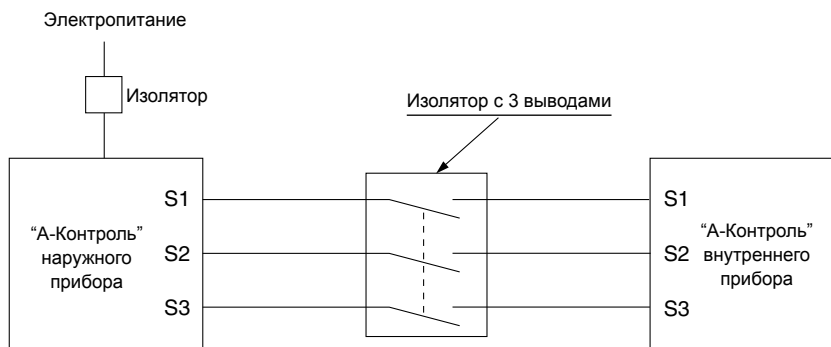 Электропитание
Изолятор
Изолятор с 3 выводами
“А-Контроль”
наружного
прибора
S1
S2
S3
S1
S2
S3
“А-Контроль”
внутреннего
прибора